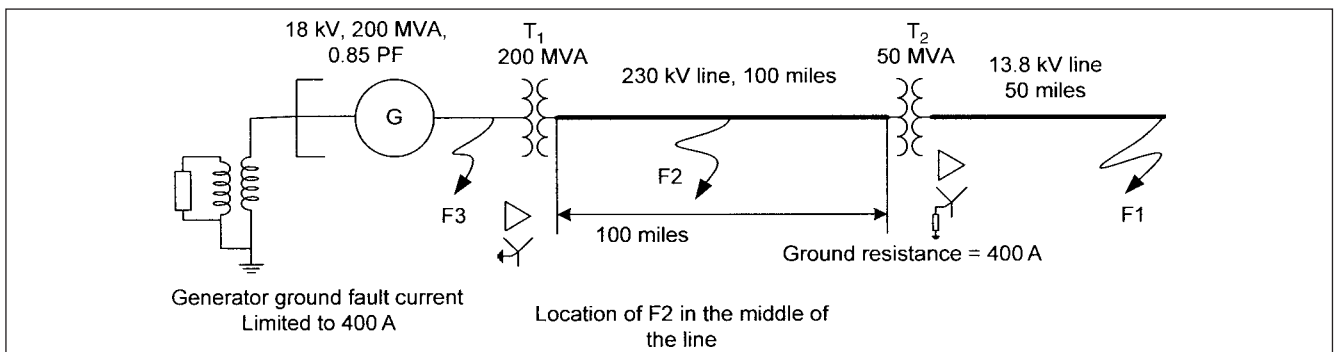 18 kV, 200 MVA,
0.85 PF
G
T1
200 MVA
230 kV line, 100 miles
T2
50 MVA
13.8 kV line
50 miles
F3
F2
F1
100 miles
Ground resistance = 400 A
Generator ground fault current
Limited to 400 A
Location of F2 in the middle of
the line